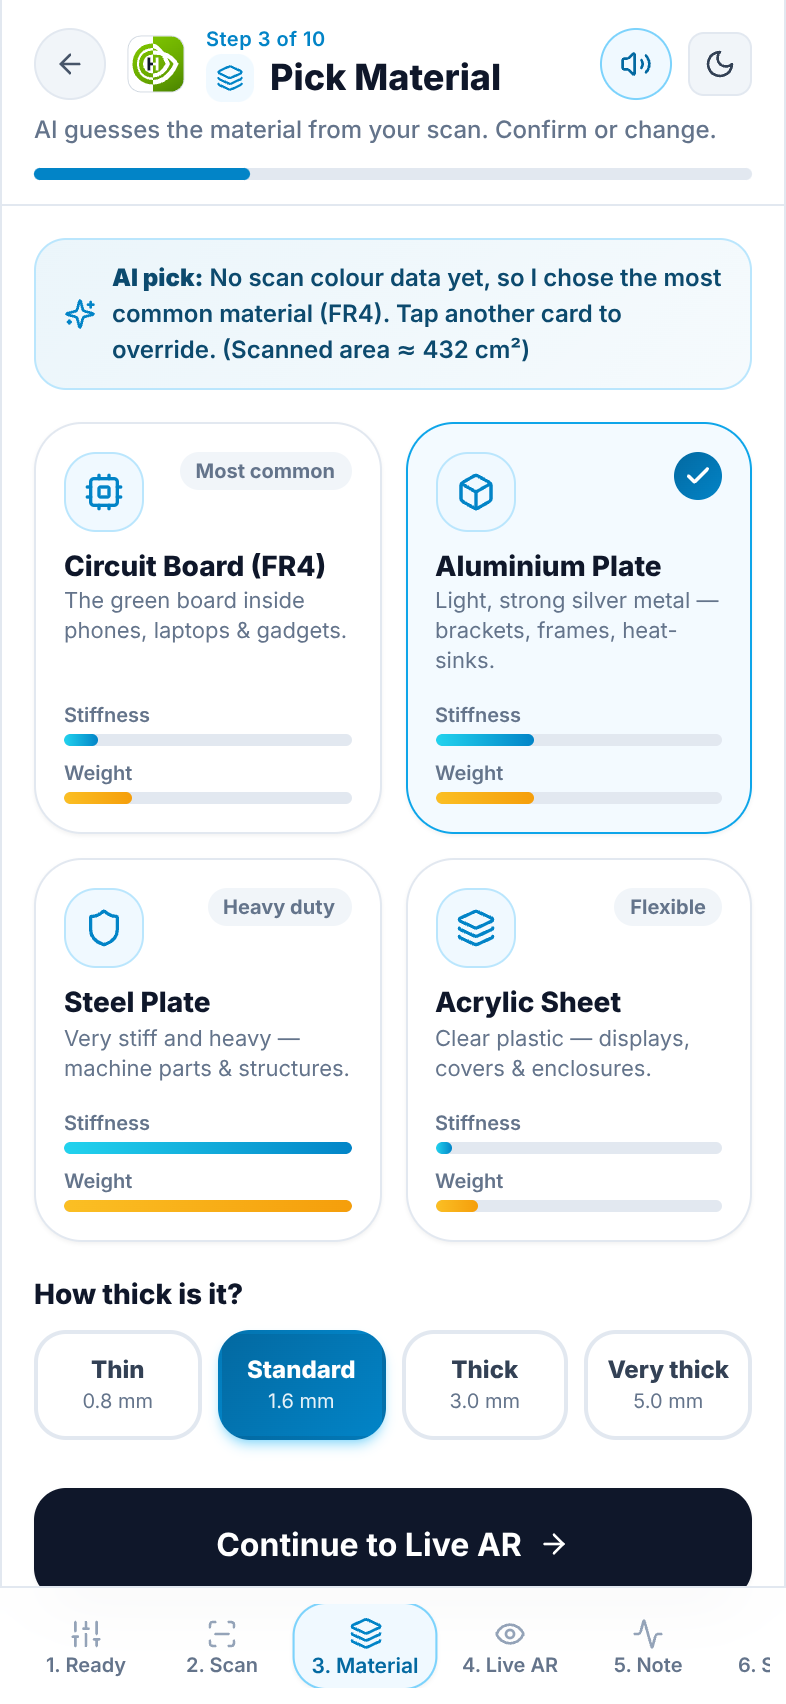 Step 3 of 10
Pick Material
AI guesses the material from your scan. Confirm or change.
AI pick: No scan colour data yet, so I chose the most
common material (FR4). Tap another card to
override. (Scanned area ≈ 432 cm²)
Most common
Circuit Board (FR4)
The green board inside
phones, laptops & gadgets.
Stiffness
Weight
Aluminium Plate
Light, strong silver metal —
brackets, frames, heat-
sinks.
Stiffness
Weight
Heavy duty
Steel Plate
Very stiff and heavy —
machine parts & structures.
Stiffness
Weight
Flexible
Acrylic Sheet
Clear plastic — displays,
covers & enclosures.
Stiffness
Weight
How thick is it?
Thin
0.8 mm
Standard
1.6 mm
Thick
3.0 mm
Very thick
5.0 mm
Continue to Live AR
1. Ready
2. Scan
3. Material
4. Live AR
5. Note
6. S